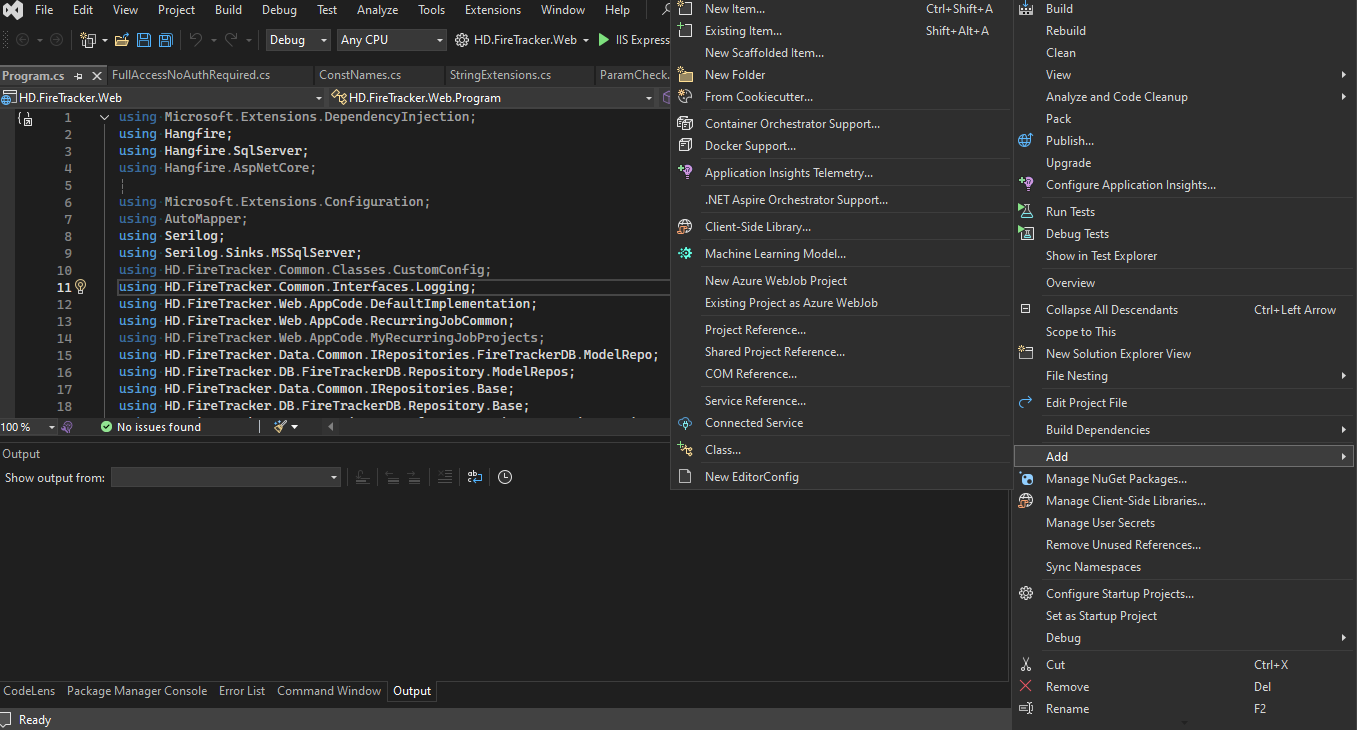 File Edit View Project Build Debug Test Analyze Tools Extensions Window Help
Debug Any CPU HD.FireTracker.Web IIS Express
Program.cs FullAccessNoAuthRequired.cs ConstNames.cs StringExtensions.cs ParamCheck.
HD.FireTracker.Web HD.FireTracker.Web.Program
1 using Microsoft.Extensions.DependencyInjection;
2 using Hangfire;
3 using Hangfire.SqlServer;
4 using Hangfire.AspNetCore;
5
6 using Microsoft.Extensions.Configuration;
7 using AutoMapper;
8 using Serilog;
9 using Serilog.Sinks.MSSqlServer;
10 using HD.FireTracker.Common.Classes.CustomConfig;
11 using HD.FireTracker.Common.Interfaces.Logging;
12 using HD.FireTracker.Web.AppCode.DefaultImplementation;
13 using HD.FireTracker.Web.AppCode.RecurringJobCommon;
14 using HD.FireTracker.Web.AppCode.MyRecurringJobProjects;
15 using HD.FireTracker.Data.Common.IRepositories.FireTrackerDB.ModelRepo;
16 using HD.FireTracker.DB.FireTrackerDB.Repository.ModelRepos;
17 using HD.FireTracker.Data.Common.IRepositories.Base;
18 using HD.FireTracker.DB.FireTrackerDB.Repository.Base;
100 % No issues found
Output
Show output from:
CodeLens Package Manager Console Error List Command Window Output
Ready
New Item... Ctrl+Shift+A
Existing Item... Shift+Alt+A
New Scaffolded Item...
New Folder
From Cookiecutter...
Container Orchestrator Support...
Docker Support...
Application Insights Telemetry...
.NET Aspire Orchestrator Support...
Client-Side Library...
Machine Learning Model...
New Azure WebJob Project
Existing Project as Azure WebJob
Project Reference...
Shared Project Reference...
COM Reference...
Service Reference...
Connected Service
Class...
New EditorConfig
Build
Rebuild
Clean
View
Analyze and Code Cleanup
Pack
Publish...
Upgrade
Configure Application Insights...
Run Tests
Debug Tests
Show in Test Explorer
Overview
Collapse All Descendants Ctrl+Left Arrow
Scope to This
New Solution Explorer View
File Nesting
Edit Project File
Build Dependencies
Add
Manage NuGet Packages...
Manage Client-Side Libraries...
Manage User Secrets
Remove Unused References...
Sync Namespaces
Configure Startup Projects...
Set as Startup Project
Debug
Cut Ctrl+X
Remove Del
Rename F2